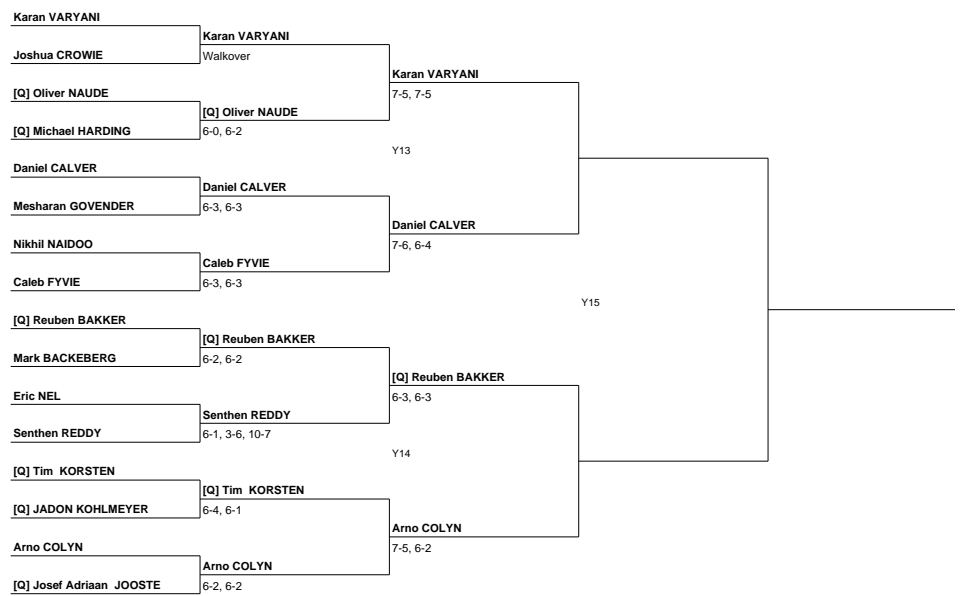 Karan VARYANI
Joshua CROWIE
[Q] Oliver NAUDE
[Q] Michael HARDING
Daniel CALVER
Mesharan GOVENDER
Nikhil NAIDOO
Caleb FYVIE
[Q] Reuben BAKKER
Mark BACKEBERG
Eric NEL
Senthen REDDY
[Q] Tim  KORSTEN
[Q] JADON KOHLMEYER
Arno COLYN
[Q] Josef Adriaan  JOOSTE
Karan VARYANI
Walkover
[Q] Oliver NAUDE
6-0, 6-2
Daniel CALVER
6-3, 6-3
Caleb FYVIE
6-3, 6-3
[Q] Reuben BAKKER
6-2, 6-2
Senthen REDDY
6-1, 3-6, 10-7
[Q] Tim  KORSTEN
6-4, 6-1
Arno COLYN
6-2, 6-2
Karan VARYANI
7-5, 7-5
Y13
Daniel CALVER
7-6, 6-4
[Q] Reuben BAKKER
6-3, 6-3
Y14
Arno COLYN
7-5, 6-2
Y15